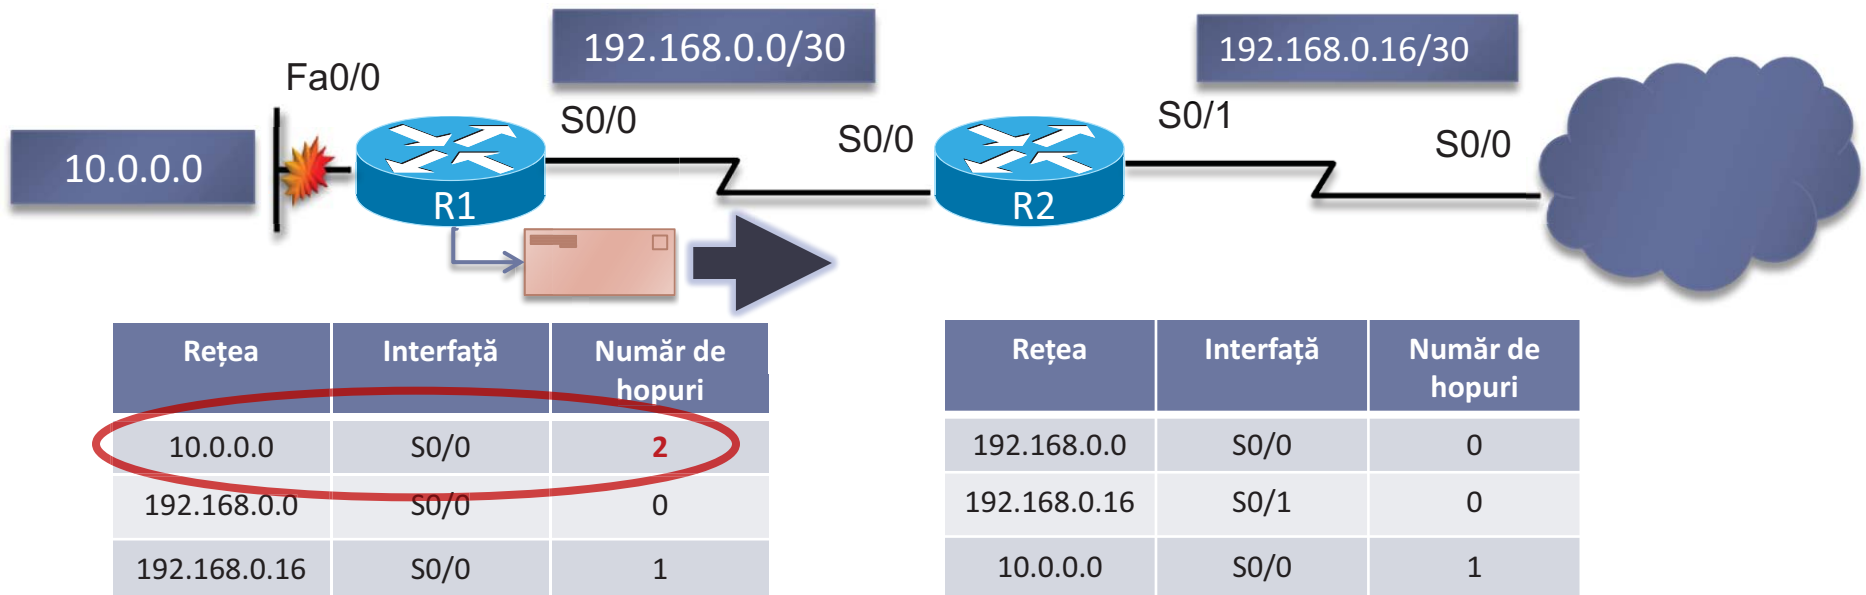 192.168.0.0/30
192.168.0.16/30
Fa0/0
S0/0
S0/0
S0/1
S0/0
10.0.0.0
R1
R2
Rețea Interfață Număr de hopuri
10.0.0.0 S0/0 2
192.168.0.0 S0/0 0
192.168.0.16 S0/0 1
Rețea Interfață Număr de hopuri
192.168.0.0 S0/0 0
192.168.0.16 S0/1 0
10.0.0.0 S0/0 1